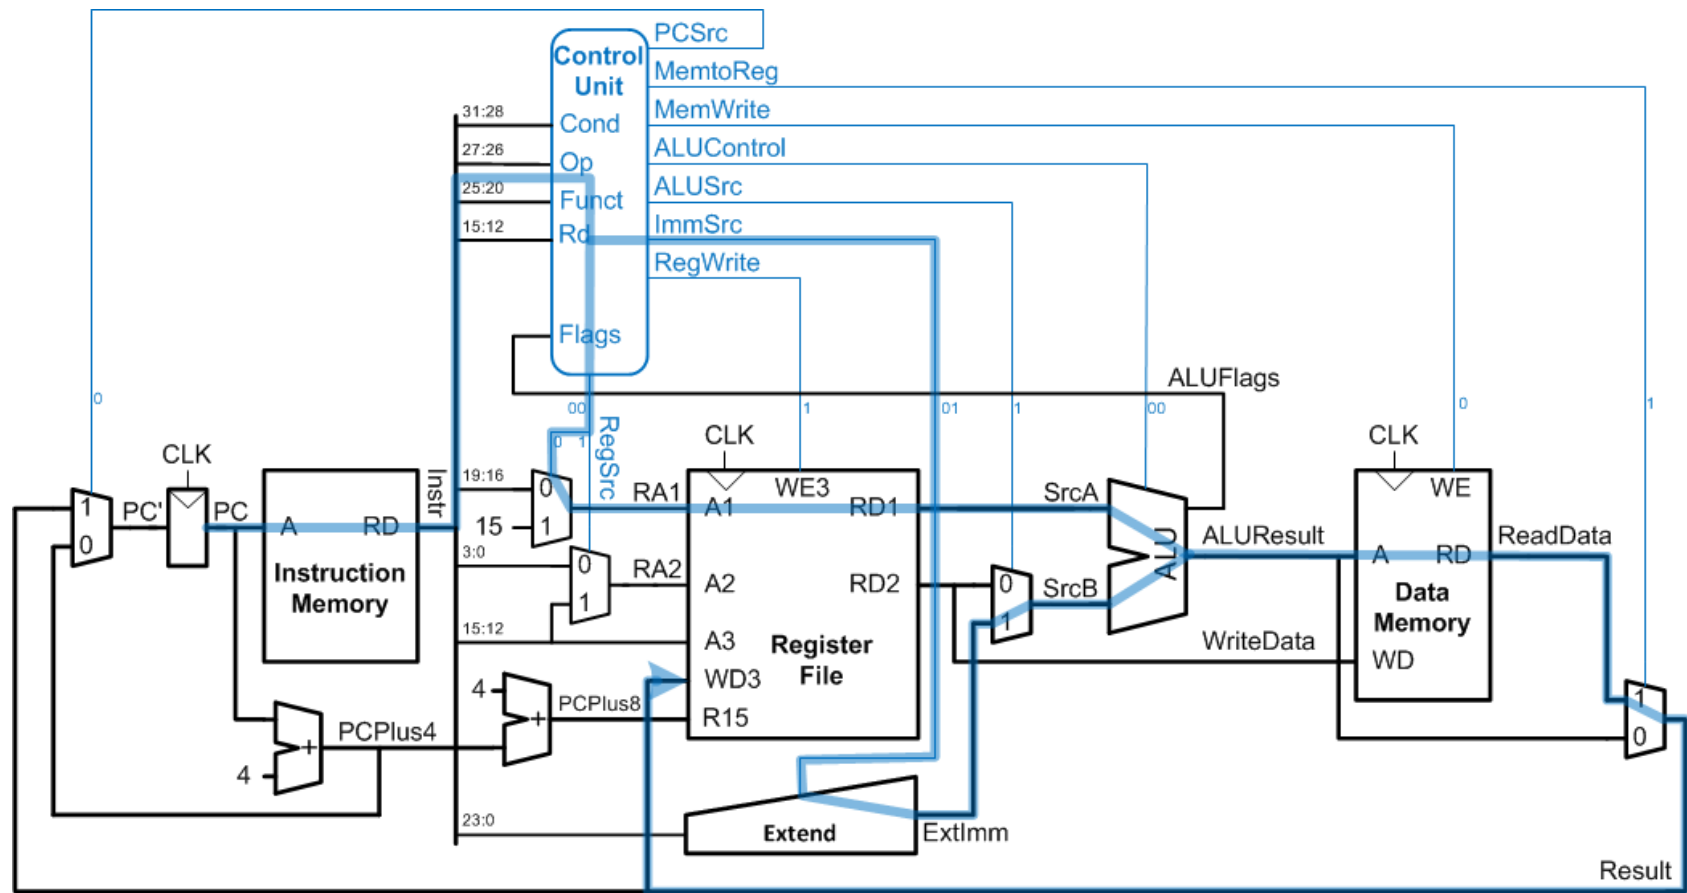 PCSrc
Control
Unit
MemtoReg
MemWrite
31:28
Cond
ALUControl
27:26
Op
ALUSrc
25:20
Funct
ImmSrc
15:12
Rd
RegWrite
Flags
ALUFlags
0
00
1
01
1
00
0
1
RegSrc
0 1
CLK
CLK
CLK
Instr
19:16
0
RA1
A1
WE3
RD1
SrcA
WE
1
PC'
PC
A
RD
15
1
ALU
ALUResult
A
RD
ReadData
0
3:0
0
RA2
A2
RD2
0
SrcB
Instruction
Memory
1
1
Data
Memory
15:12
A3
Register
File
WriteData
WD
4
WD3
1
PCPlus8
+
R15
0
PCPlus4
+
4
23:0
Extend
ExtImm
Result